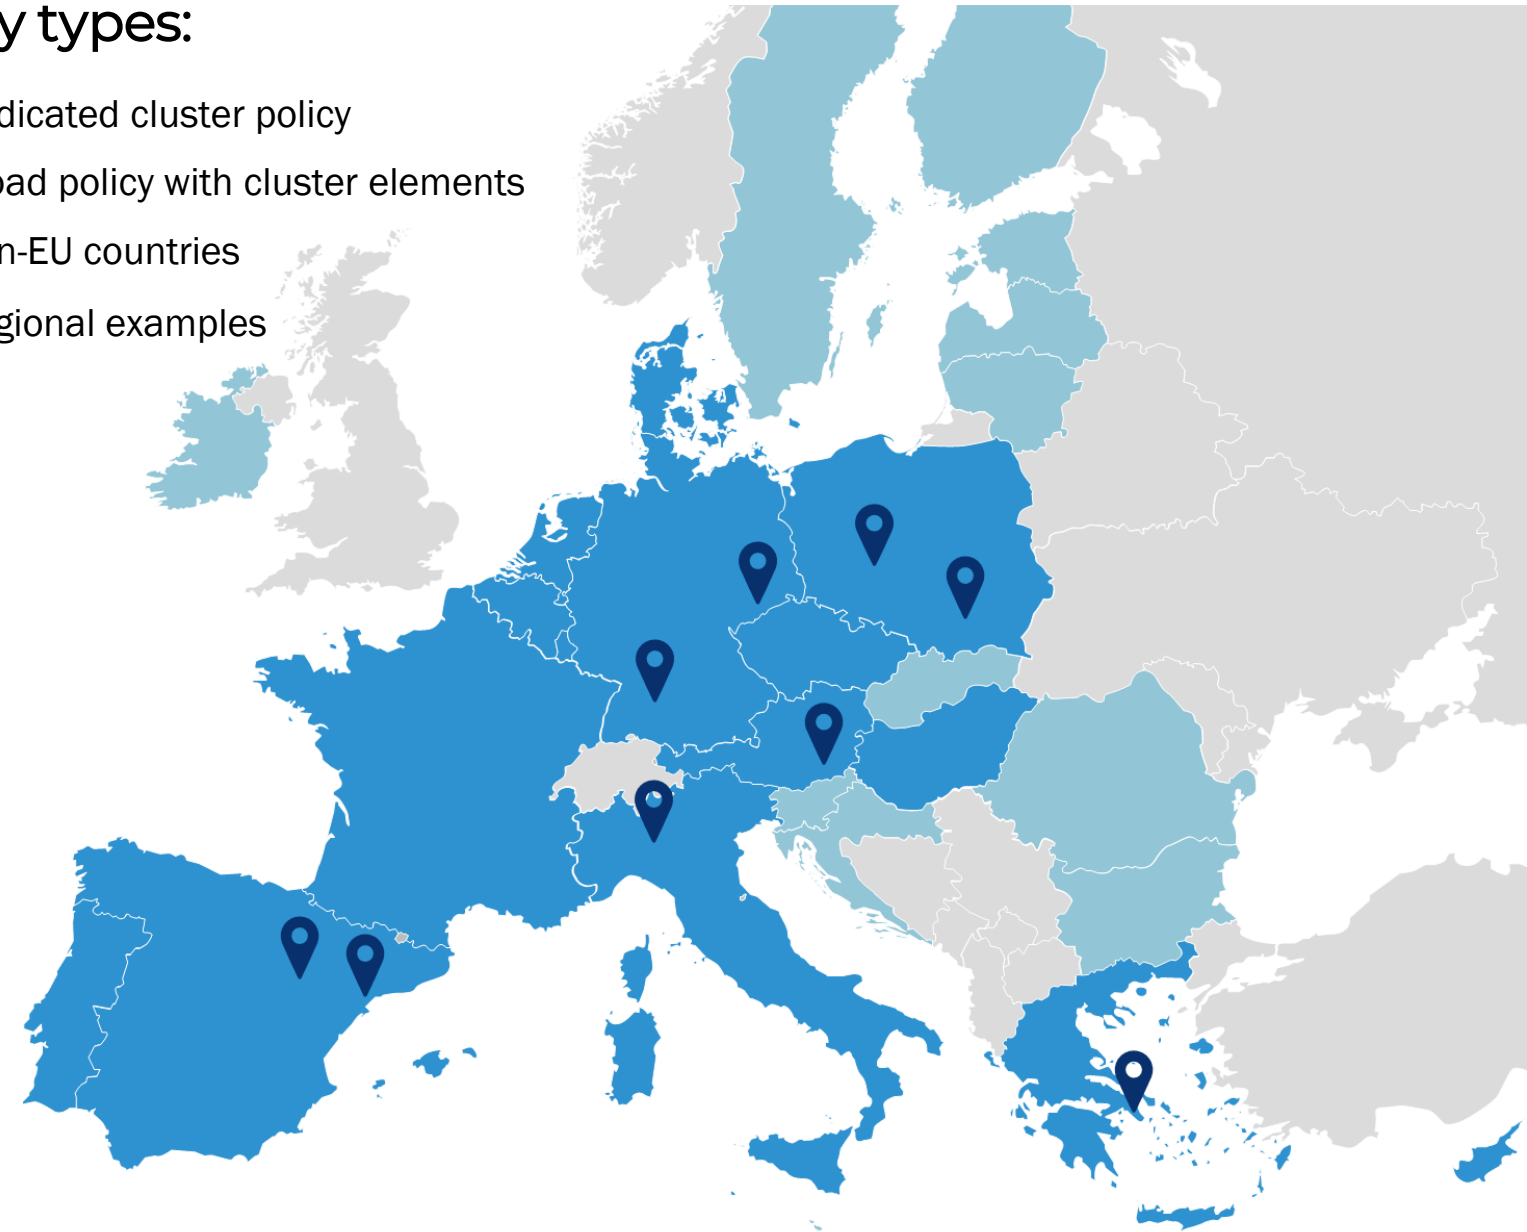 y types:
dicated cluster policy
oad policy with cluster elements
n-EU countries
gional examples